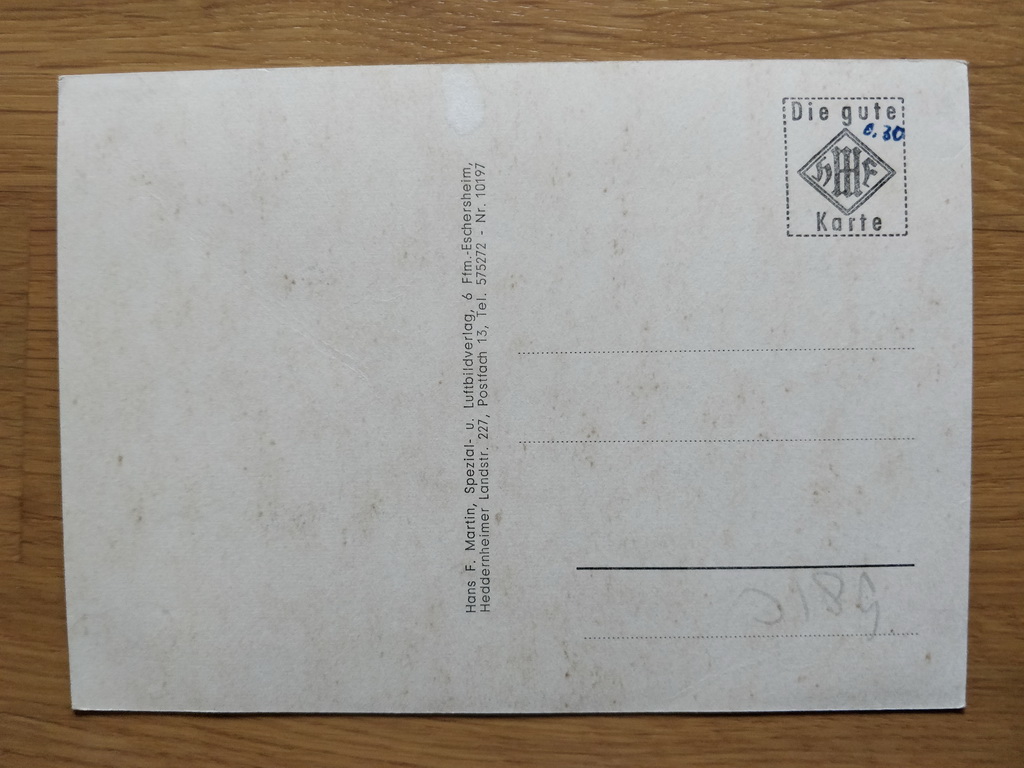 Die gute
0.30
HMF
Karte
Hans F. Martin, Spezial- u. Luftbildverlag, 6 Ffm.-Eschersheim,
Heddernheimer Landstr. 227, Postfach 13, Tel. 575272 - Nr. 10197